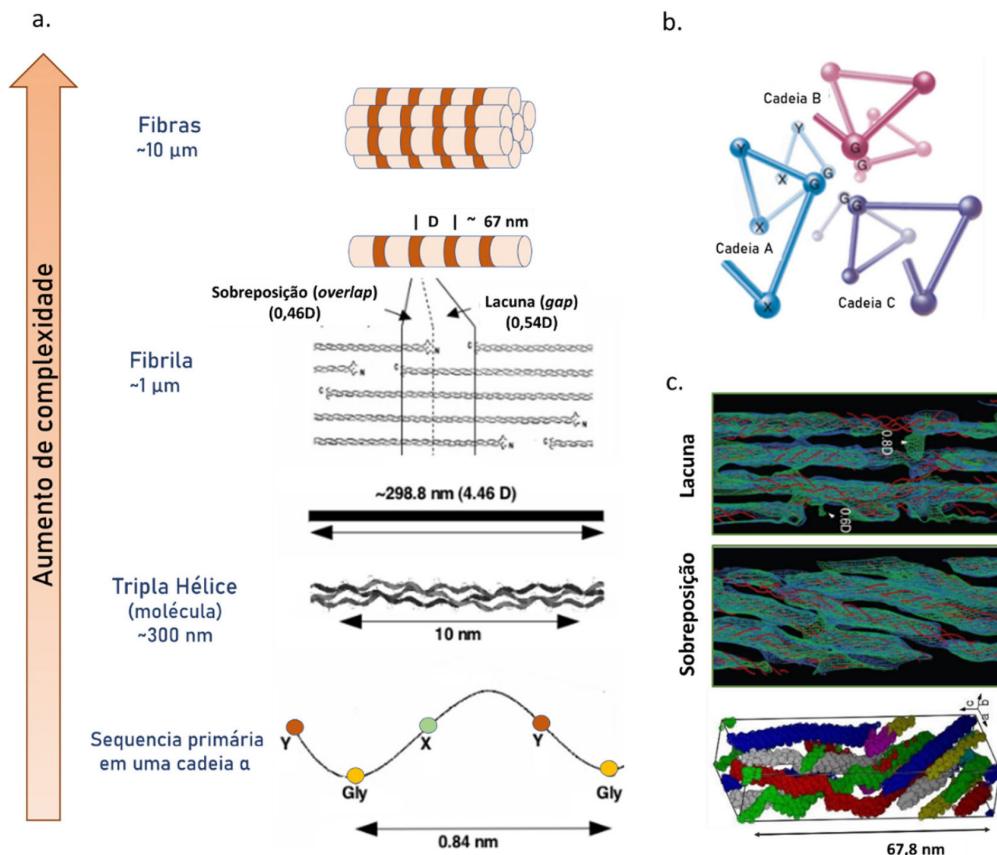 a.
Aumento de complexidade
Fibras
~10 µm
| D | ~ 67 nm
Sobreposição (overlap)
(0,46D)
Lacuna (gap)
(0,54D)
Fibrila
~1 µm
N
C
N
C
C
N
N
C
C
~298.8 nm (4.46 D)
Tripla Hélice
(molécula)
~300 nm
10 nm
Sequencia primária
em uma cadeia α
Y
X
Y
Gly
Gly
0.84 nm
b.
Cadeia B
Y
Y
G
G
X
G
G
G
G
X
Cadeia A
Cadeia C
X
c.
Lacuna
0.8D
0.6D
Sobreposição
c
b
a
67,8 nm